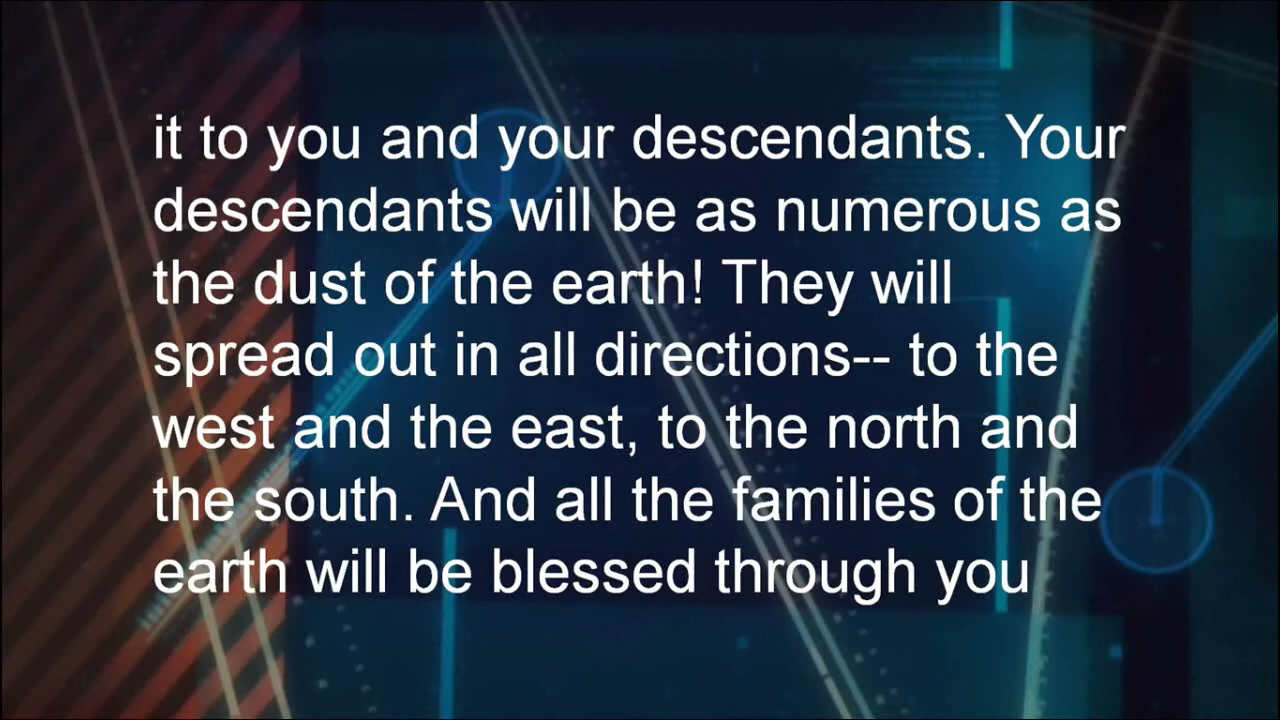 it to you and your descendants. Your
descendants will be as numerous as
the dust of the earth! They will
spread out in all directions-- to the
west and the east, to the north and
the south. And all the families of the
earth will be blessed through you